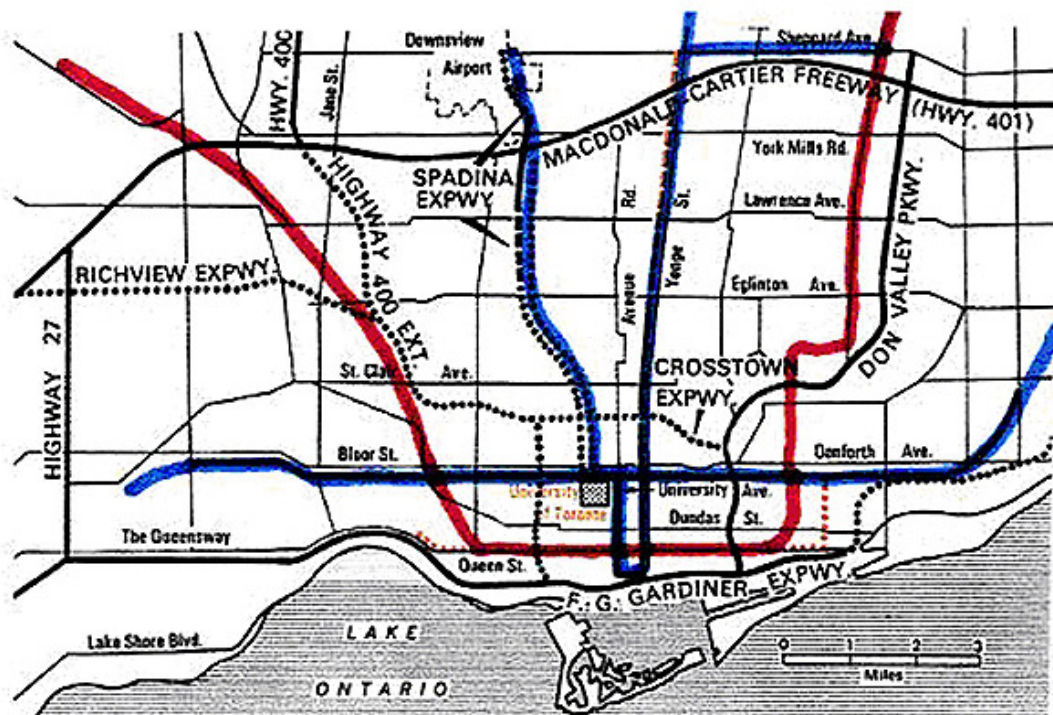 Downsview
Airport
Sheppard Ave.
HWY. 400
Jane St.
MACDONALD-CARTIER FREEWAY (HWY. 401)
York Mills Rd.
SPADINA
EXPWY.
HIGHWAY 400 EXT
Rd.
St.
Lawrence Ave.
DON VALLEY PKWY.
RICHVIEW EXPWY.
Avenue
Yonge
Eglinton Ave.
HIGHWAY 27
St. Clair Ave.
CROSSTOWN
EXPWY.
Bloor St.
Danforth Ave.
University
of Toronto
University Ave.
Dundas St.
The Queensway
Queen St.
F. G. GARDINER EXPWY.
Lake Shore Blvd.
LAKE
ONTARIO
0 1 2 3
Miles